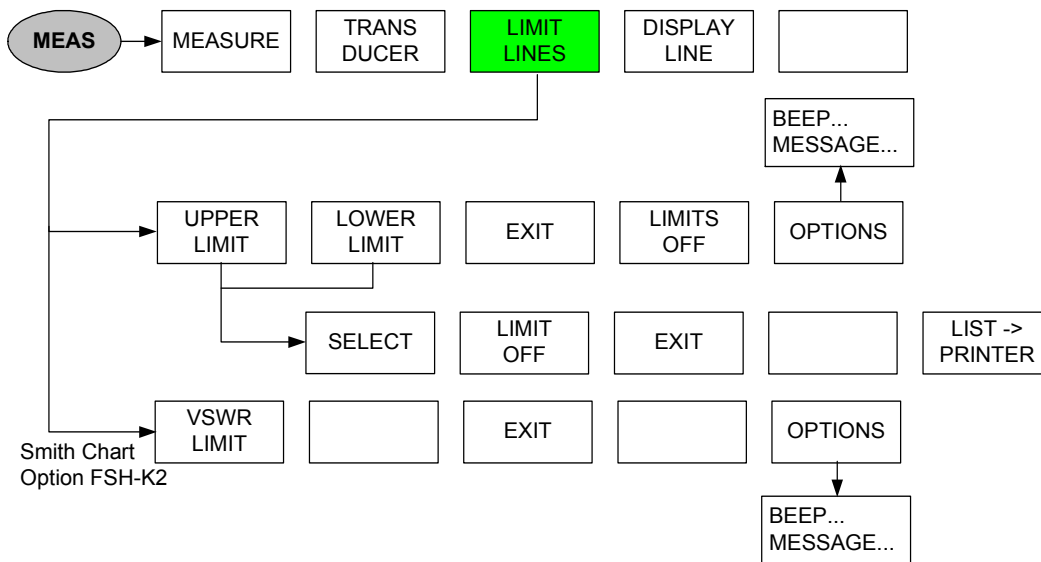 MEAS
MEASURE
TRANS
DUCER
LIMIT
LINES
DISPLAY
LINE
BEEP...
MESSAGE...
UPPER
LIMIT
LOWER
LIMIT
EXIT
LIMITS
OFF
OPTIONS
SELECT
LIMIT
OFF
EXIT
LIST ->
PRINTER
VSWR
LIMIT
EXIT
OPTIONS
Smith Chart
Option FSH-K2
BEEP...
MESSAGE...